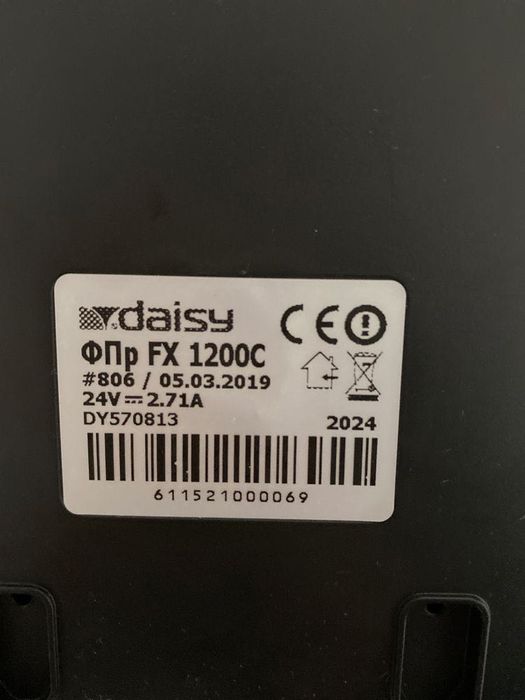 daisy
ФПр FX 1200C
#806 / 05.03.2019
24V⎓2.71A
DY570813
2024
611521000069